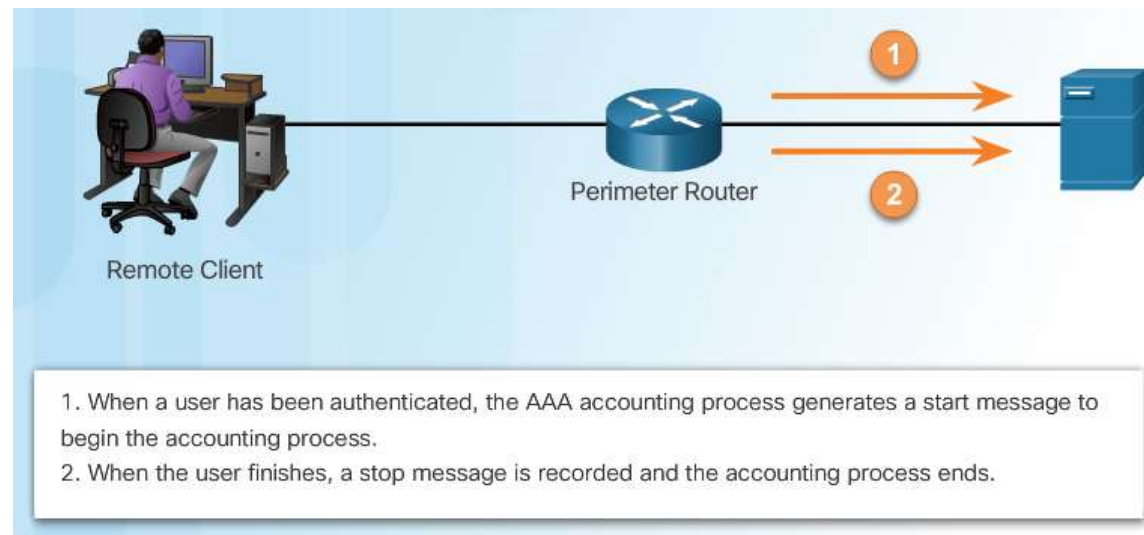 1
Perimeter Router
2
Remote Client
1. When a user has been authenticated, the AAA accounting process generates a start message to
begin the accounting process.
2. When the user finishes, a stop message is recorded and the accounting process ends.